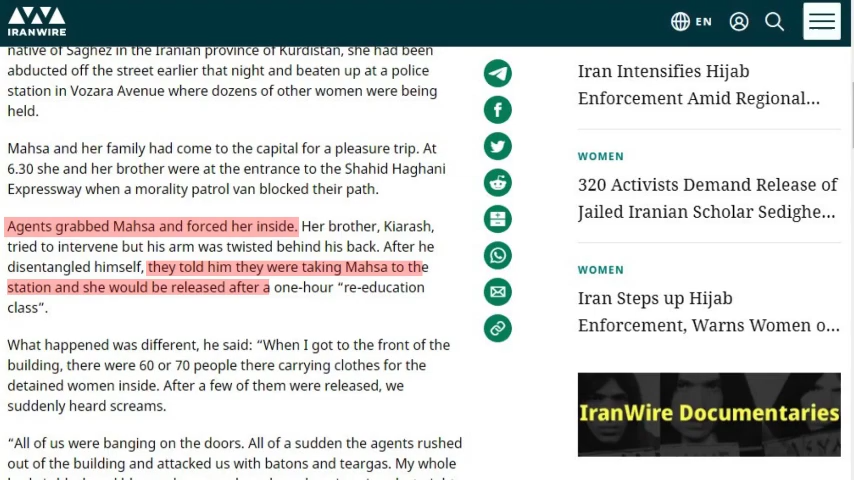 IRANWIRE
EN
native of Saghez in the Iranian province of Kurdistan, she had been
abducted off the street earlier that night and beaten up at a police
station in Vozara Avenue where dozens of other women were being
held.
Mahsa and her family had come to the capital for a pleasure trip. At
6.30 she and her brother were at the entrance to the Shahid Haghani
Expressway when a morality patrol van blocked their path.
Agents grabbed Mahsa and forced her inside. Her brother, Kiarash,
tried to intervene but his arm was twisted behind his back. After he
disentangled himself, they told him they were taking Mahsa to the
station and she would be released after a one-hour “re-education
class”.
What happened was different, he said: “When I got to the front of the
building, there were 60 or 70 people there carrying clothes for the
detained women inside. After a few of them were released, we
suddenly heard screams.
“All of us were banging on the doors. All of a sudden the agents rushed
out of the building and attacked us with batons and teargas. My whole
Iran Intensifies Hijab
Enforcement Amid Regional...
WOMEN
320 Activists Demand Release of
Jailed Iranian Scholar Sedighe...
WOMEN
Iran Steps up Hijab
Enforcement, Warns Women o...
IranWire Documentaries